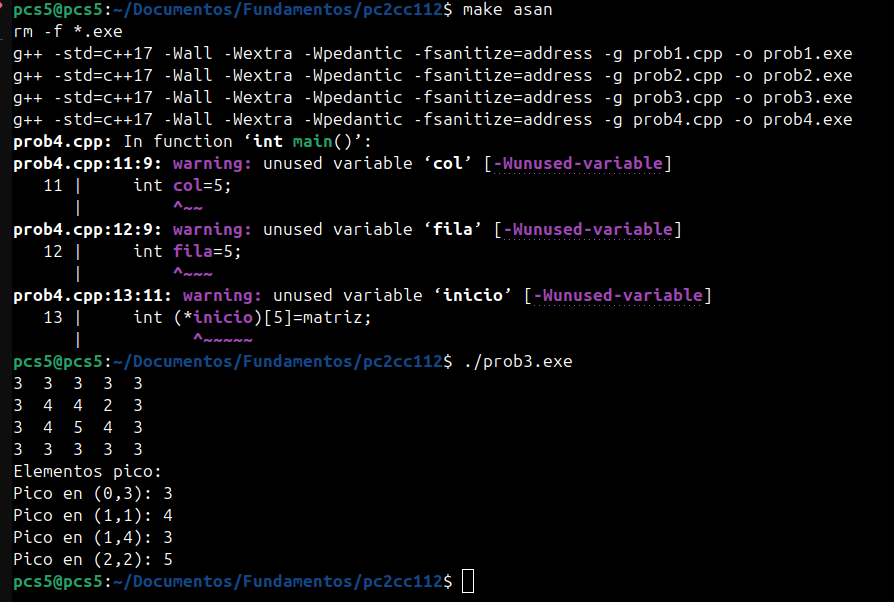 pcs5@pcs5:~/Documentos/Fundamentos/pc2cc112$ make asan
rm -f *.exe
g++ -std=c++17 -Wall -Wextra -Wpedantic -fsanitize=address -g prob1.cpp -o prob1.exe
g++ -std=c++17 -Wall -Wextra -Wpedantic -fsanitize=address -g prob2.cpp -o prob2.exe
g++ -std=c++17 -Wall -Wextra -Wpedantic -fsanitize=address -g prob3.cpp -o prob3.exe
g++ -std=c++17 -Wall -Wextra -Wpedantic -fsanitize=address -g prob4.cpp -o prob4.exe
prob4.cpp: In function ‘int main()’:
prob4.cpp:11:9: warning: unused variable ‘col’ [-Wunused-variable]
   11 |     int col=5;
      |         ^~~
prob4.cpp:12:9: warning: unused variable ‘fila’ [-Wunused-variable]
   12 |     int fila=5;
      |         ^~~~
prob4.cpp:13:11: warning: unused variable ‘inicio’ [-Wunused-variable]
   13 |     int (*inicio)[5]=matriz;
      |           ^~~~~~
pcs5@pcs5:~/Documentos/Fundamentos/pc2cc112$ ./prob3.exe
3  3  3  3  3
3  4  4  2  3
3  4  5  4  3
3  3  3  3  3
Elementos pico:
Pico en (0,3): 3
Pico en (1,1): 4
Pico en (1,4): 3
Pico en (2,2): 5
pcs5@pcs5:~/Documentos/Fundamentos/pc2cc112$